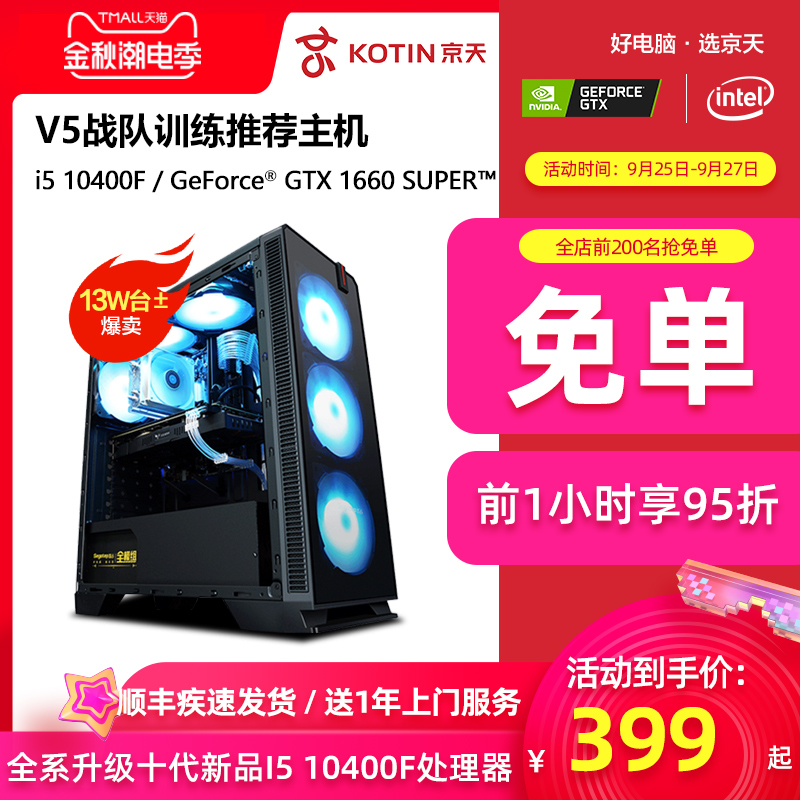 TMALL天猫
金秋潮电季
KOTIN京天
好电脑·选京天
NVIDIA.
GEFORCE GTX
intel
V5战队训练推荐主机
i5 10400F / GeForce® GTX 1660 SUPER™
活动时间：9月25日-9月27日
全店前200名抢免单
免单
13W台±
爆卖
前1小时享95折
全模组
活动到手价：
¥399起
顺丰疾速发货 / 送1年上门服务
全系升级十代新品I5 10400F处理器